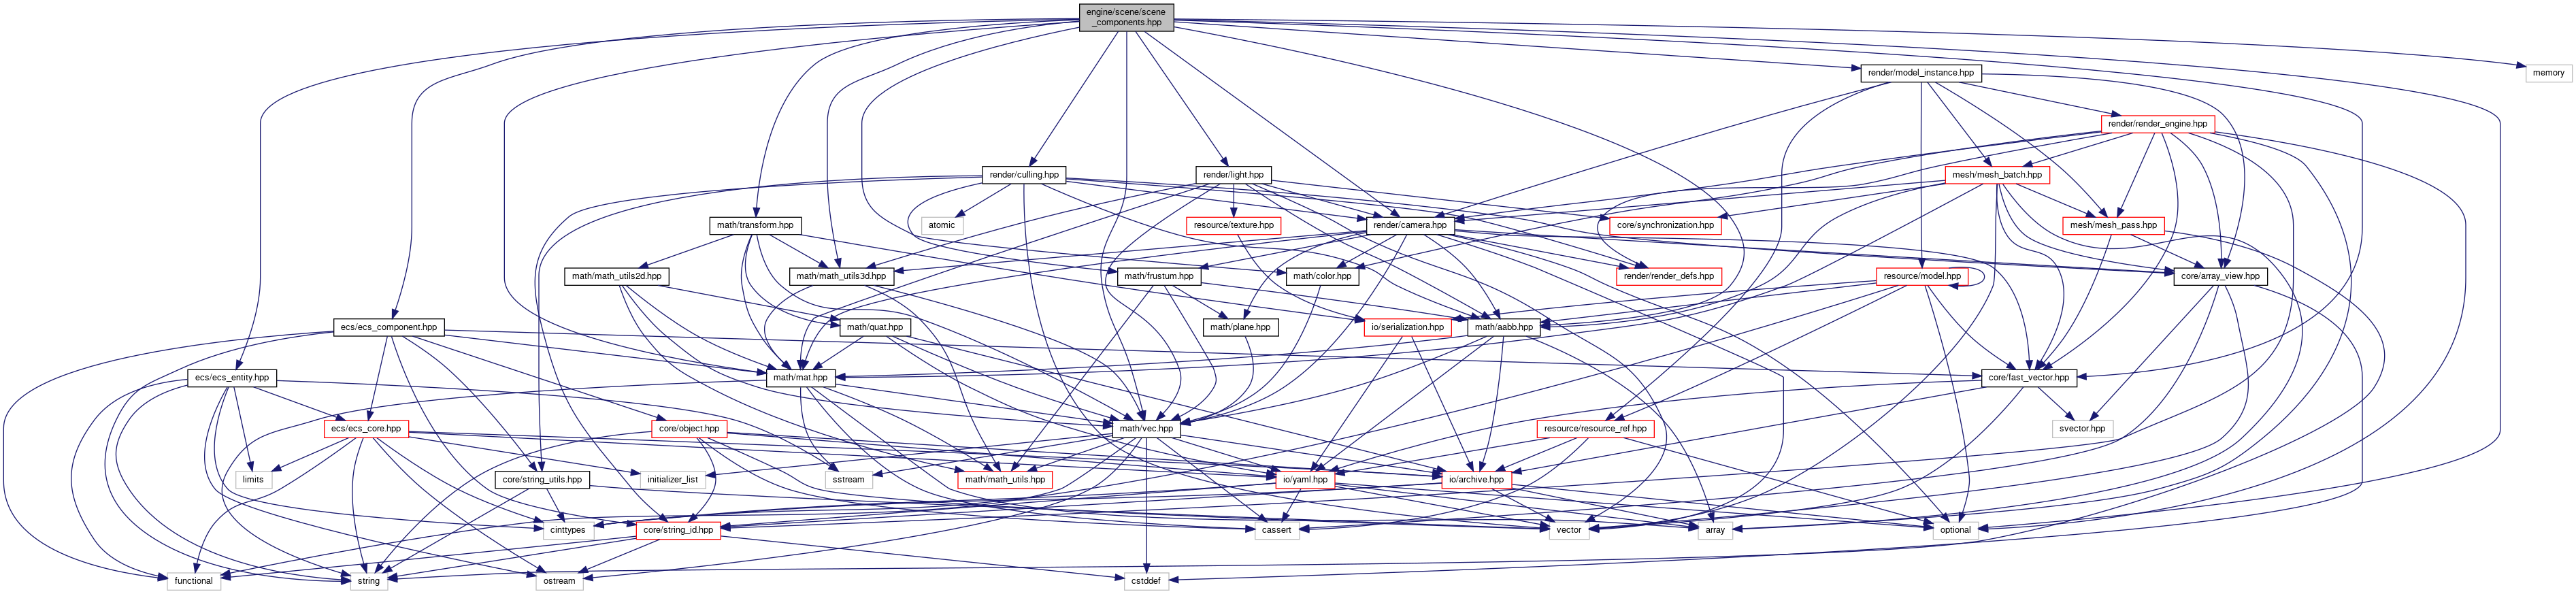 engine/scene/scene
_components.hpp
render/model_instance.hpp
memory
render/render_engine.hpp
render/culling.hpp
render/light.hpp
mesh/mesh_batch.hpp
math/transform.hpp
atomic
resource/texture.hpp
render/camera.hpp
core/synchronization.hpp
mesh/mesh_pass.hpp
math/math_utils2d.hpp
math/math_utils3d.hpp
math/frustum.hpp
math/color.hpp
render/render_defs.hpp
resource/model.hpp
core/array_view.hpp
ecs/ecs_component.hpp
math/quat.hpp
math/plane.hpp
io/serialization.hpp
math/aabb.hpp
ecs/ecs_entity.hpp
math/mat.hpp
core/fast_vector.hpp
ecs/ecs_core.hpp
core/object.hpp
math/vec.hpp
resource/resource_ref.hpp
svector.hpp
limits
core/string_utils.hpp
initializer_list
sstream
math/math_utils.hpp
io/yaml.hpp
io/archive.hpp
cinttypes
core/string_id.hpp
cassert
vector
array
optional
functional
string
ostream
cstddef